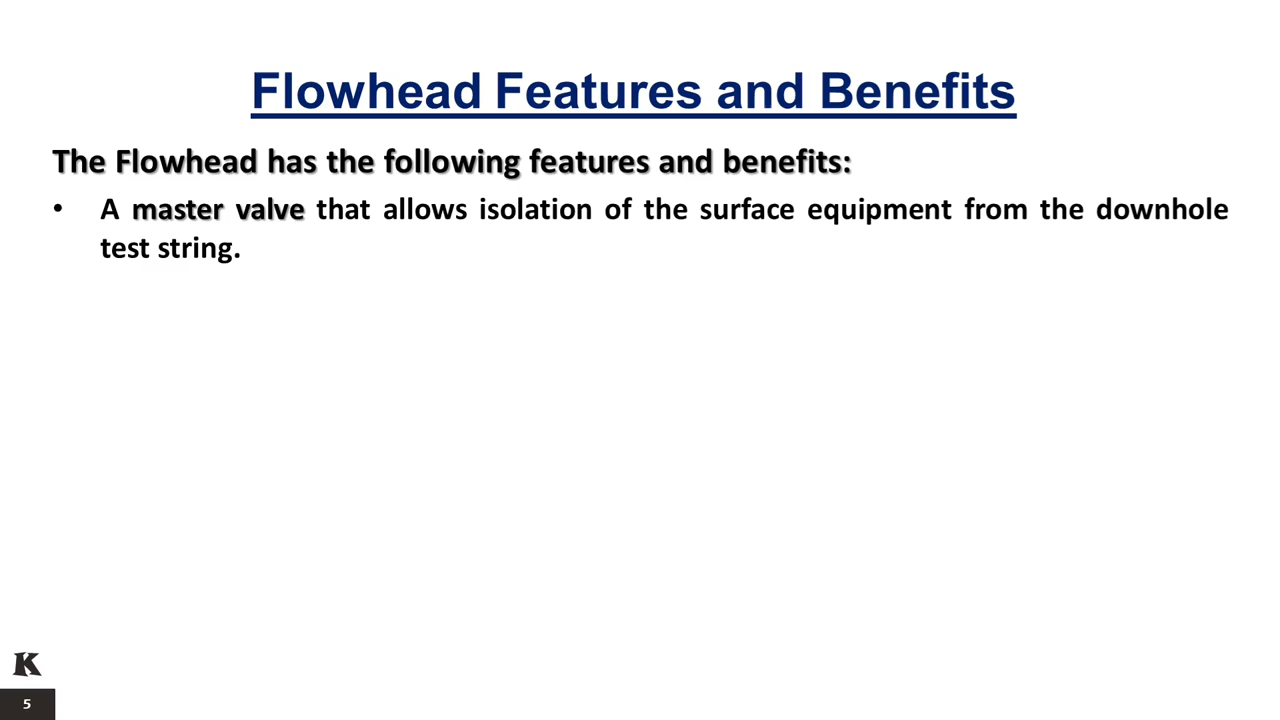 Flowhead Features and Benefits
The Flowhead has the following features and benefits:
• A master valve that allows isolation of the surface equipment from the downhole
test string.
K
5